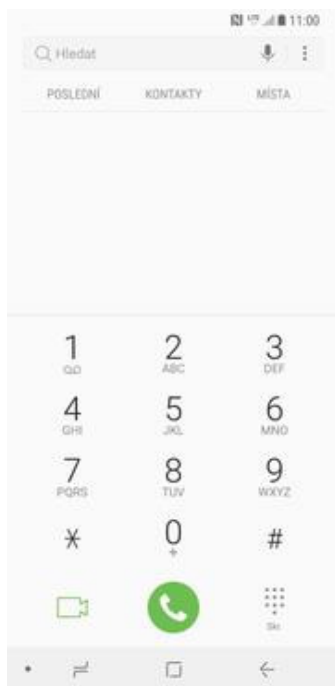 11:00
Hledat
POSLEDNÍ KONTAKTY MÍSTA
1 2 3
ABC DEF
4 5 6
GHI JKL MNO
7 8 9
PQRS TUV WXYZ
* 0 #
+